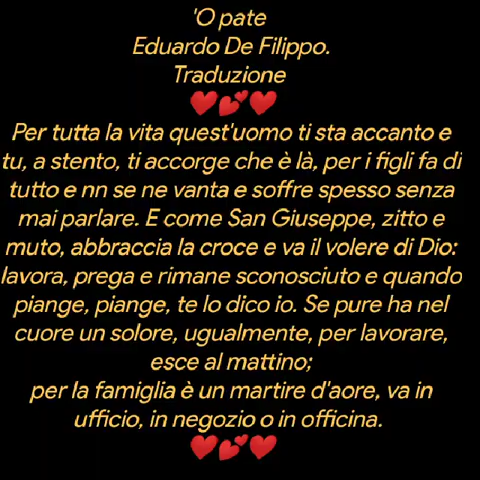 'O pate
Eduardo De Filippo.
Traduzione
❤️💕❤️
Per tutta la vita quest'uomo ti sta accanto e
tu, a stento, ti accorge che è là, per i figli fa di
tutto e nn se ne vanta e soffre spesso senza
mai parlare. E come San Giuseppe, zitto e
muto, abbraccia la croce e va il volere di Dio:
lavora, prega e rimane sconosciuto e quando
piange, piange, te lo dico io. Se pure ha nel
cuore un solore, ugualmente, per lavorare,
esce al mattino;
per la famiglia è un martire d'aore, va in
ufficio, in negozio o in officina.
❤️💕❤️